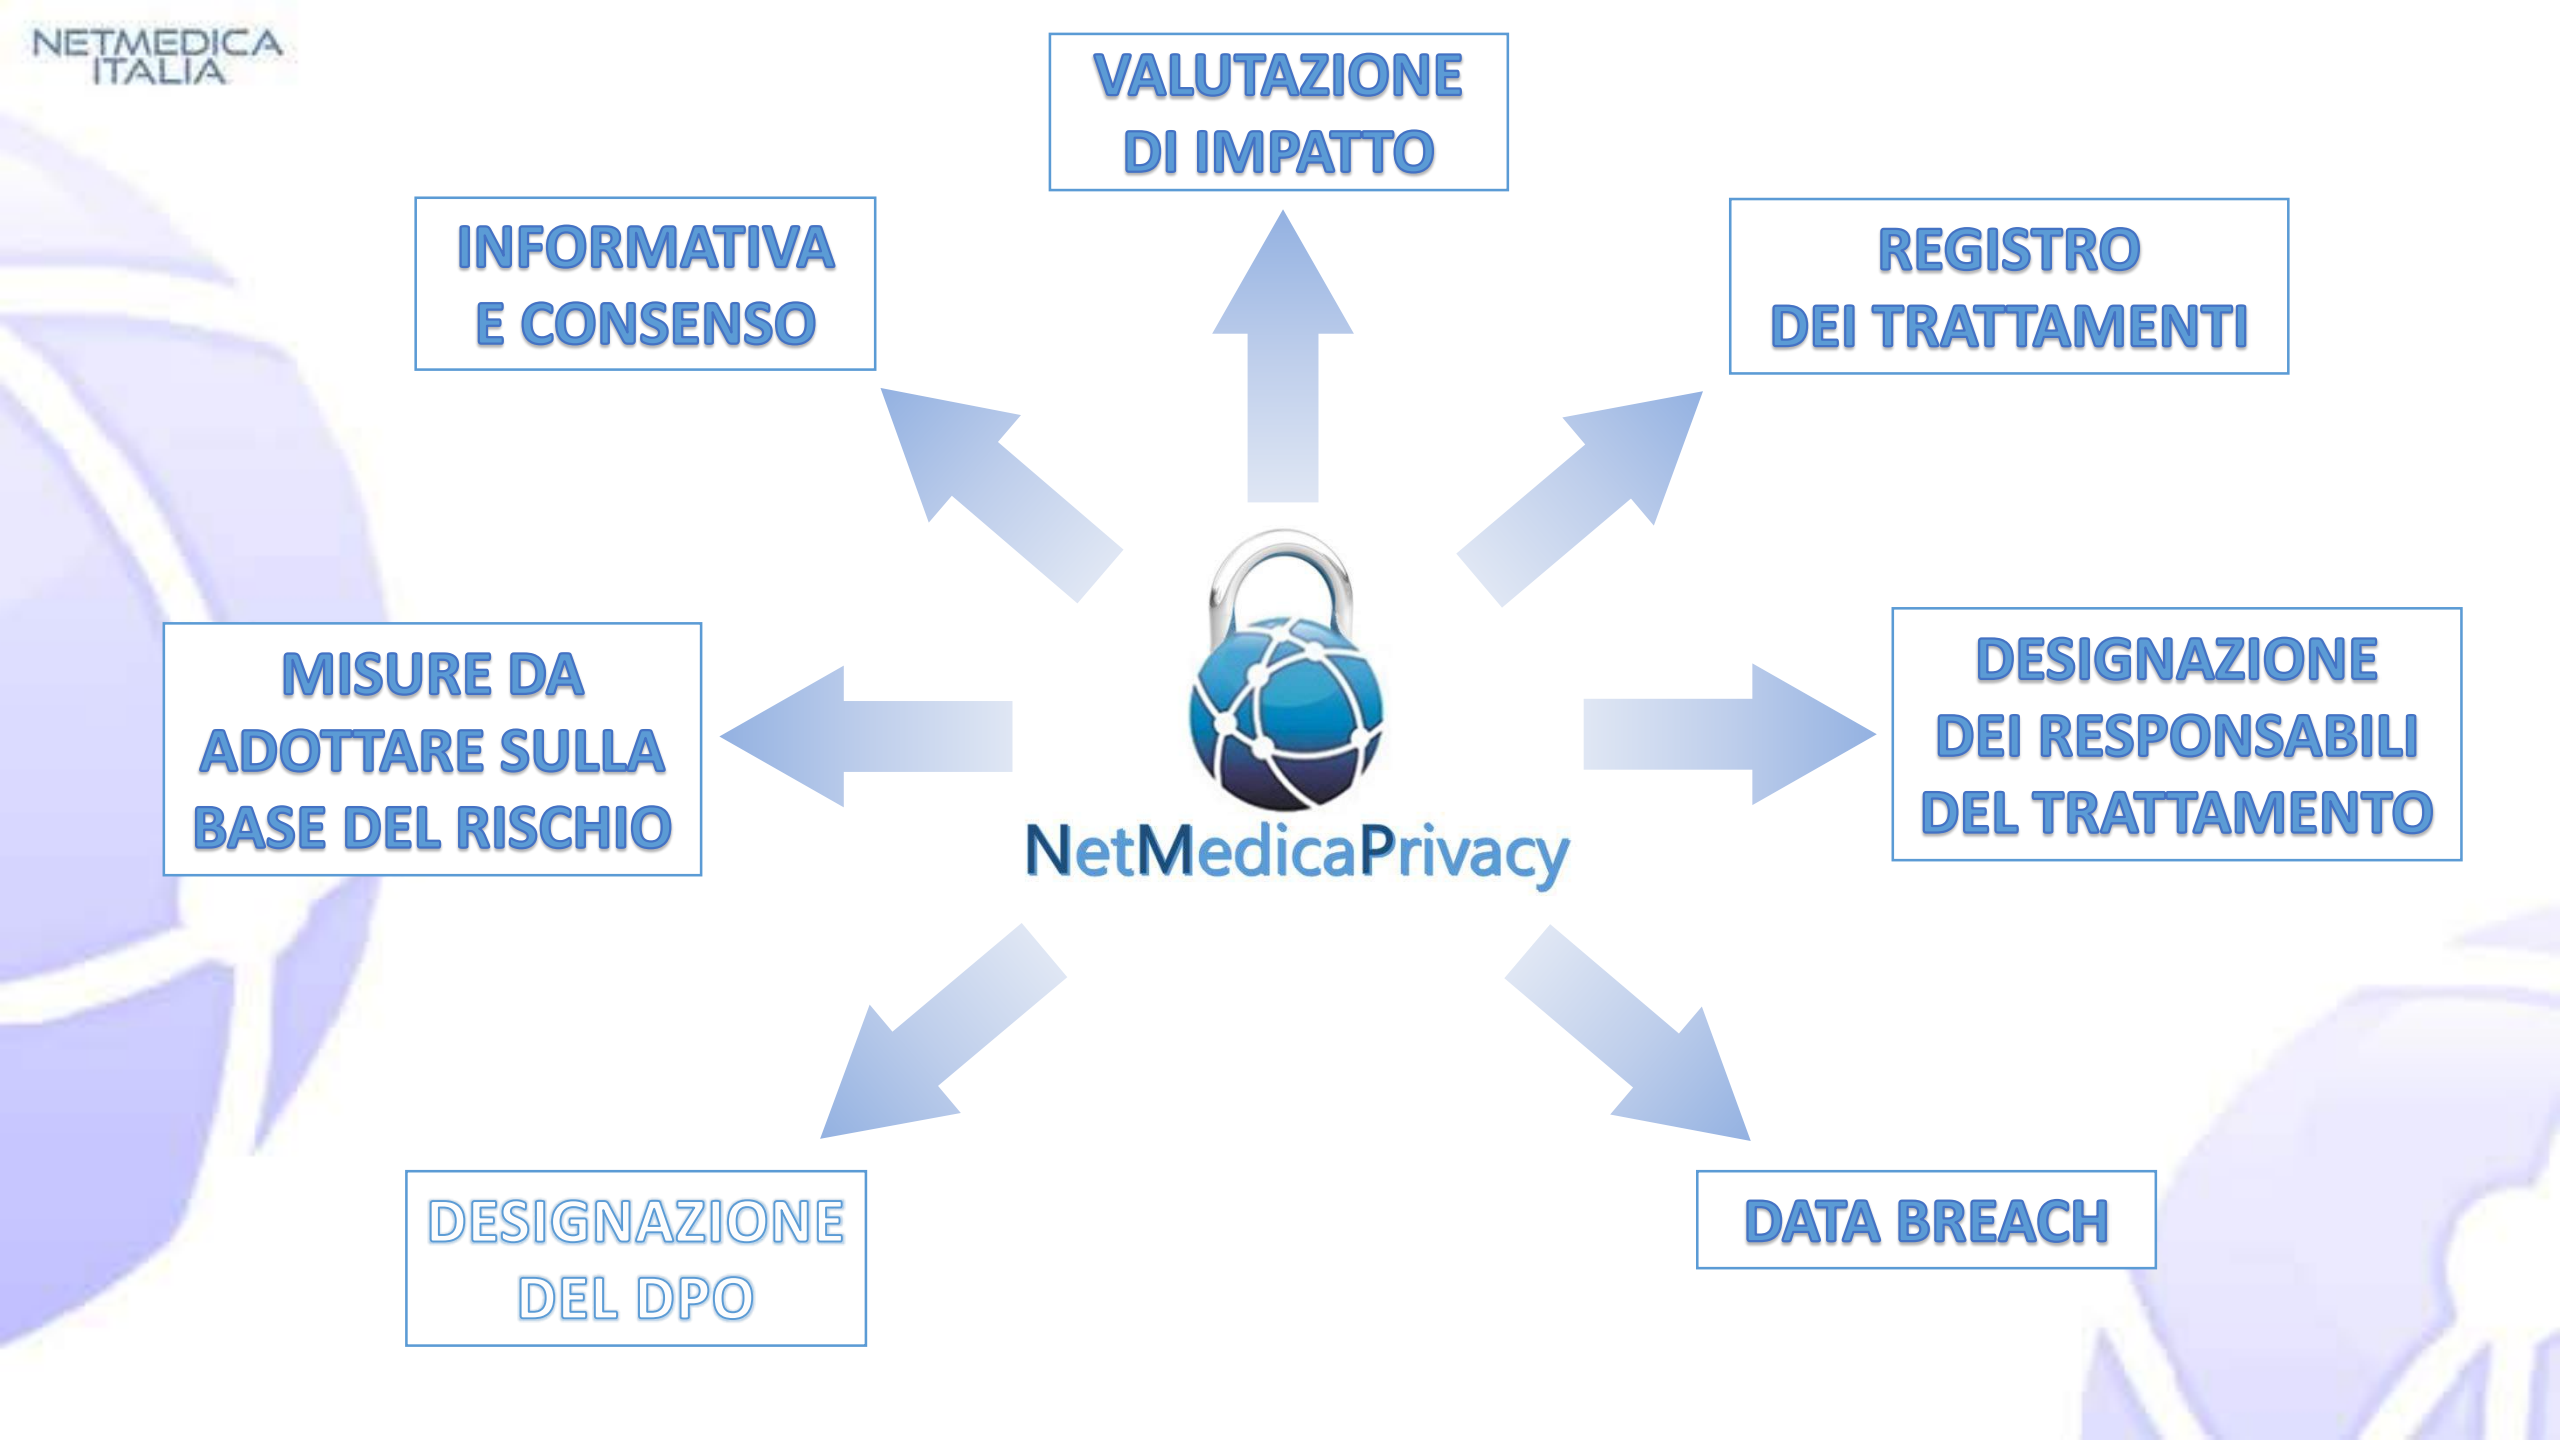 NETMEDICA
ITALIA
VALUTAZIONE
DI IMPATTO
INFORMATIVA
E CONSENSO
REGISTRO
DEI TRATTAMENTI
MISURE DA
ADOTTARE SULLA
BASE DEL RISCHIO
DESIGNAZIONE
DEI RESPONSABILI
DEL TRATTAMENTO
NetMedicaPrivacy
DESIGNAZIONE
DEL DPO
DATA BREACH